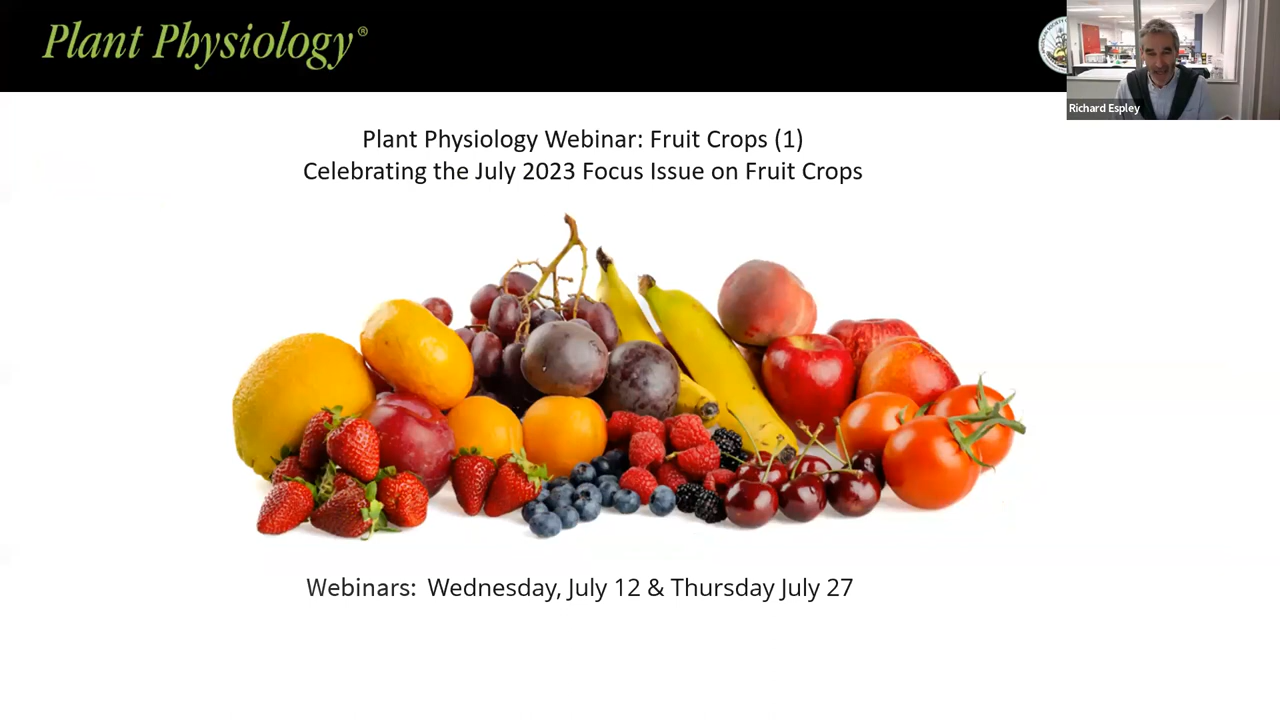 Plant Physiology®
Richard Espley
Plant Physiology Webinar: Fruit Crops (1)
Celebrating the July 2023 Focus Issue on Fruit Crops
Webinars: Wednesday, July 12 & Thursday July 27